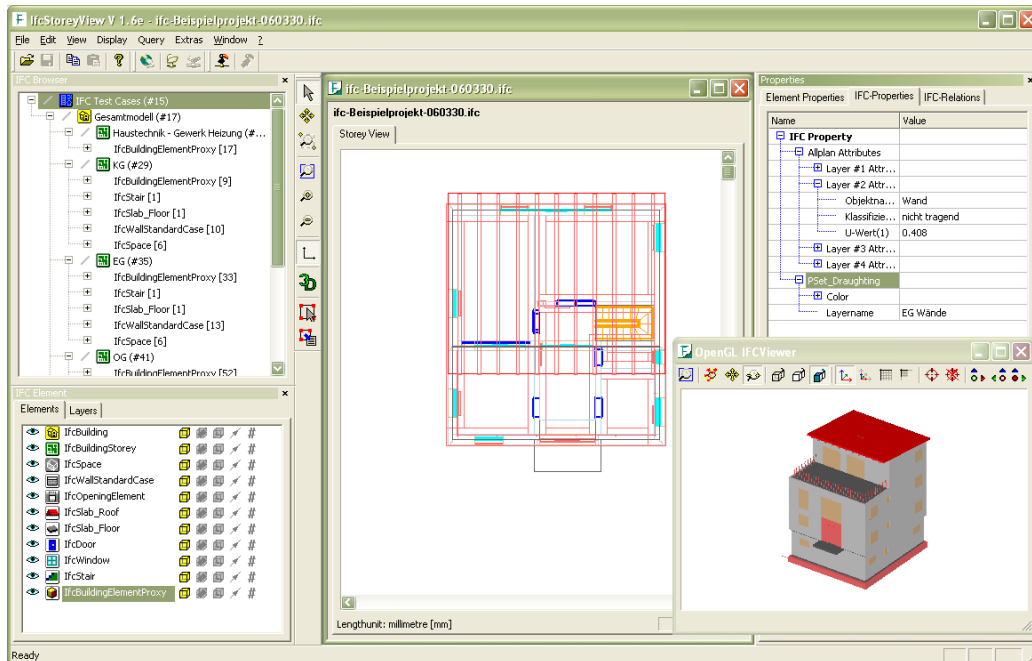 IfcStoreyView V 1.6e - ifc-Beispielprojekt-060330.ifc
File Edit View Display Query Extras Window ?
IFC Browser
IFC Test Cases (#15)
Gesamtmodell (#17)
Haustechnik - Gewerk Heizung (#...
IfcBuildingElementProxy [17]
KG (#29)
IfcBuildingElementProxy [9]
IfcStair [1]
IfcSlab_Floor [1]
IfcWallStandardCase [10]
IfcSpace [6]
EG (#35)
IfcBuildingElementProxy [33]
IfcStair [1]
IfcSlab_Floor [1]
IfcWallStandardCase [13]
IfcSpace [6]
OG (#41)
IfcBuildingElementProxy [52]
IFC Element
Elements Layers
IfcBuilding #
IfcBuildingStorey #
IfcSpace #
IfcWallStandardCase #
IfcOpeningElement #
IfcSlab_Roof #
IfcSlab_Floor #
IfcDoor #
IfcWindow #
IfcStair #
IfcBuildingElementProxy #
Ready
3D
ifc-Beispielprojekt-060330.ifc
ifc-Beispielprojekt-060330.ifc
Storey View
Lengthunit: millimetre [mm]
Properties
Element Properties IFC-Properties IFC-Relations
Name Value
IFC Property
Allplan Attributes
Layer #1 Attr...
Layer #2 Attr...
Objektna... Wand
Klassifizie... nicht tragend
U-Wert(1) 0.408
Layer #3 Attr...
Layer #4 Attr...
PSet_Draughting
Color
Layername EG Wände
OpenGL IFCViewer